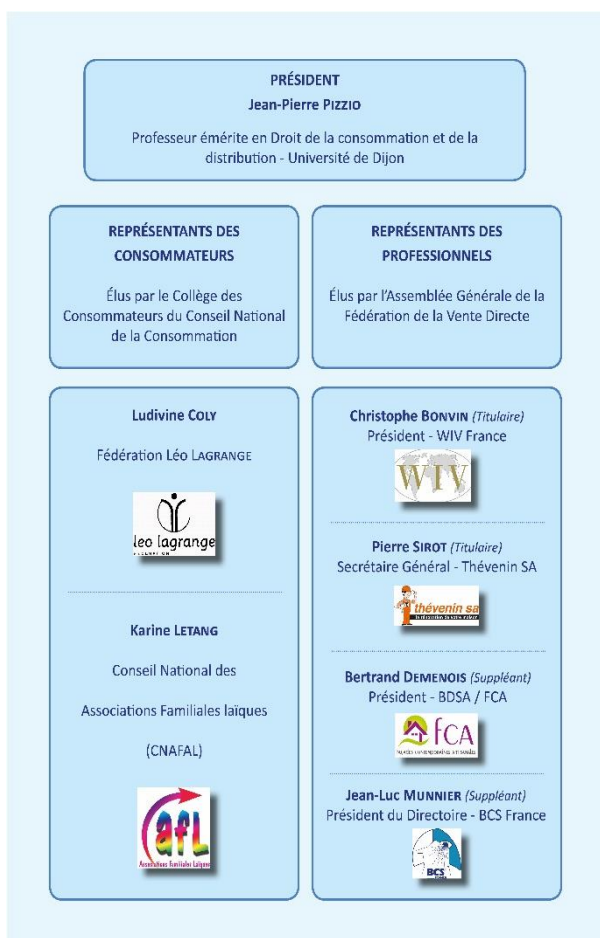 PRÉSIDENT
Jean-Pierre PIZZIO
Professeur émérite en Droit de la consommation et de la
distribution - Université de Dijon
REPRÉSENTANTS DES
CONSOMMATEURS
Élus par le Collège des
Consommateurs du Conseil National
de la Consommation
REPRÉSENTANTS DES
PROFESSIONNELS
Élus par l'Assemblée Générale de la
Fédération de la Vente Directe
Ludivine COLY
Fédération Léo LAGRANGE
leo lagrange
FEDERATION
Karine LETANG
Conseil National des
Associations Familiales laïques
(CNAFAL)
afL
Associations Familiales Laïques
Christophe BONVIN (Titulaire)
Président - WIV France
WIV
Pierre SIROT (Titulaire)
Secrétaire Général - Thévenin SA
thévenin sa
Bertrand DEMENOIS (Suppléant)
Président - BDSA / FCA
fCA
Jean-Luc MUNNIER (Suppléant)
Président du Directoire - BCS France
BCS